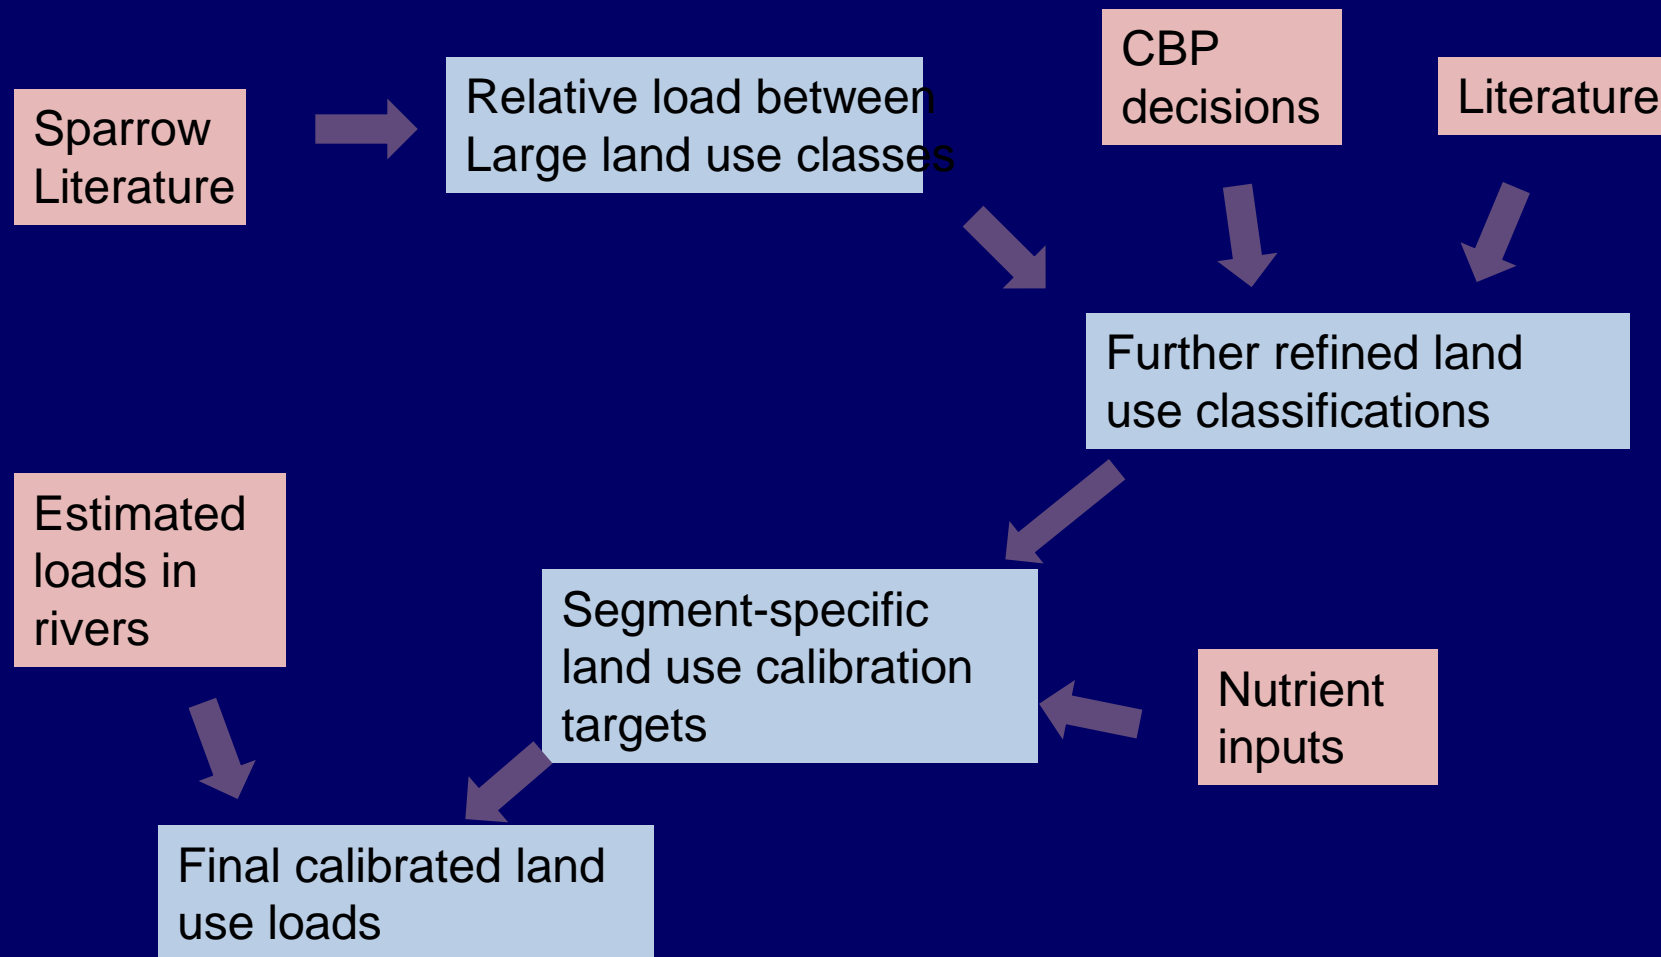 Sparrow
Literature
Relative load between
Large land use classes
CBP
decisions
Literature
Further refined land
use classifications
Estimated
loads in
rivers
Segment-specific
land use calibration
targets
Nutrient
inputs
Final calibrated land
use loads